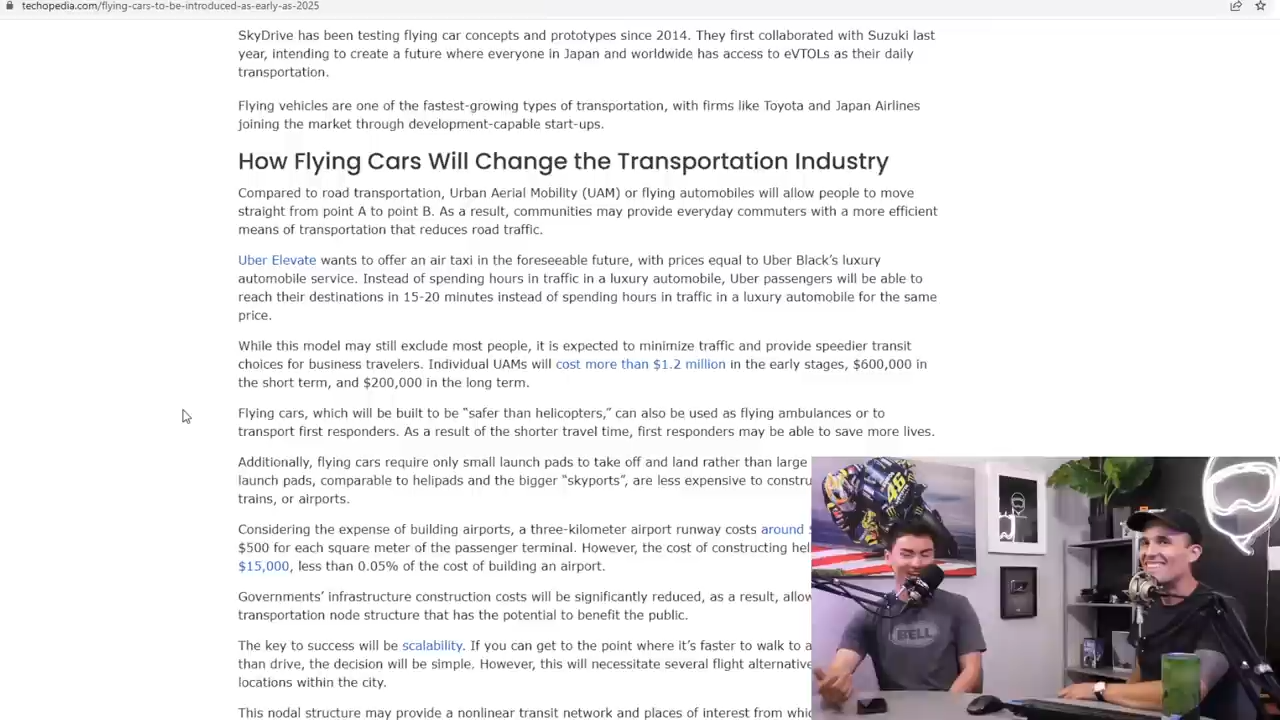 techopedia.com/flying-cars-to-be-introduced-as-early-as-2025
SkyDrive has been testing flying car concepts and prototypes since 2014. They first collaborated with Suzuki last
year, intending to create a future where everyone in Japan and worldwide has access to eVTOLs as their daily
transportation.
Flying vehicles are one of the fastest-growing types of transportation, with firms like Toyota and Japan Airlines
joining the market through development-capable start-ups.
How Flying Cars Will Change the Transportation Industry
Compared to road transportation, Urban Aerial Mobility (UAM) or flying automobiles will allow people to move
straight from point A to point B. As a result, communities may provide everyday commuters with a more efficient
means of transportation that reduces road traffic.
Uber Elevate wants to offer an air taxi in the foreseeable future, with prices equal to Uber Black’s luxury
automobile service. Instead of spending hours in traffic in a luxury automobile, Uber passengers will be able to
reach their destinations in 15-20 minutes instead of spending hours in traffic in a luxury automobile for the same
price.
While this model may still exclude most people, it is expected to minimize traffic and provide speedier transit
choices for business travelers. Individual UAMs will cost more than $1.2 million in the early stages, $600,000 in
the short term, and $200,000 in the long term.
Flying cars, which will be built to be “safer than helicopters,” can also be used as flying ambulances or to
transport first responders. As a result of the shorter travel time, first responders may be able to save more lives.
Additionally, flying cars require only small launch pads to take off and land rather than large
launch pads, comparable to helipads and the bigger “skyports”, are less expensive to constru
trains, or airports.
Considering the expense of building airports, a three-kilometer airport runway costs around
$500 for each square meter of the passenger terminal. However, the cost of constructing hel
$15,000, less than 0.05% of the cost of building an airport.
Governments’ infrastructure construction costs will be significantly reduced, as a result, allow
transportation node structure that has the potential to benefit the public.
The key to success will be scalability. If you can get to the point where it’s faster to walk to a
than drive, the decision will be simple. However, this will necessitate several flight alternative
locations within the city.
This nodal structure may provide a nonlinear transit network and places of interest from whic
46
BELL